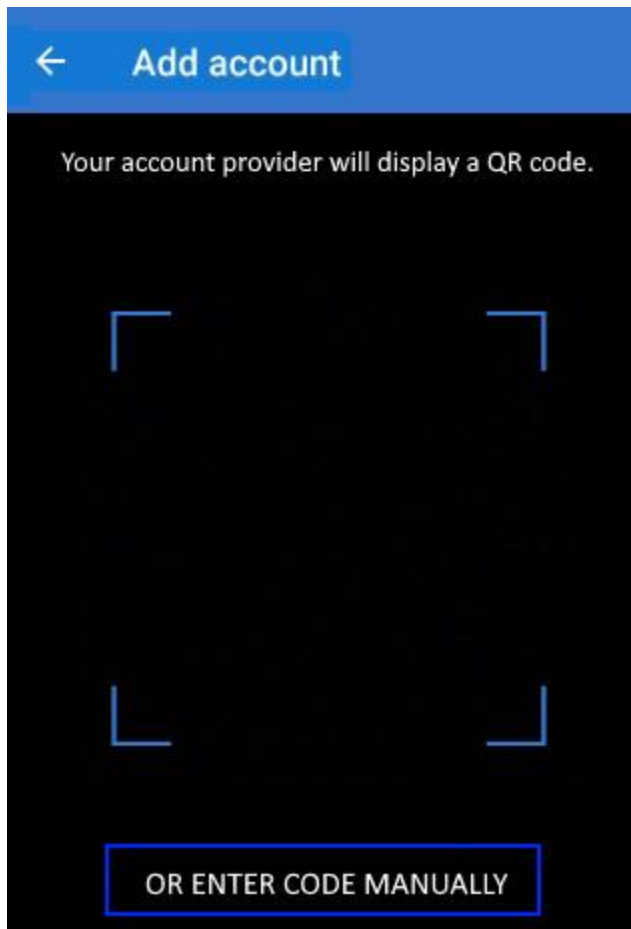 Add account
Your account provider will display a QR code.
OR ENTER CODE MANUALLY